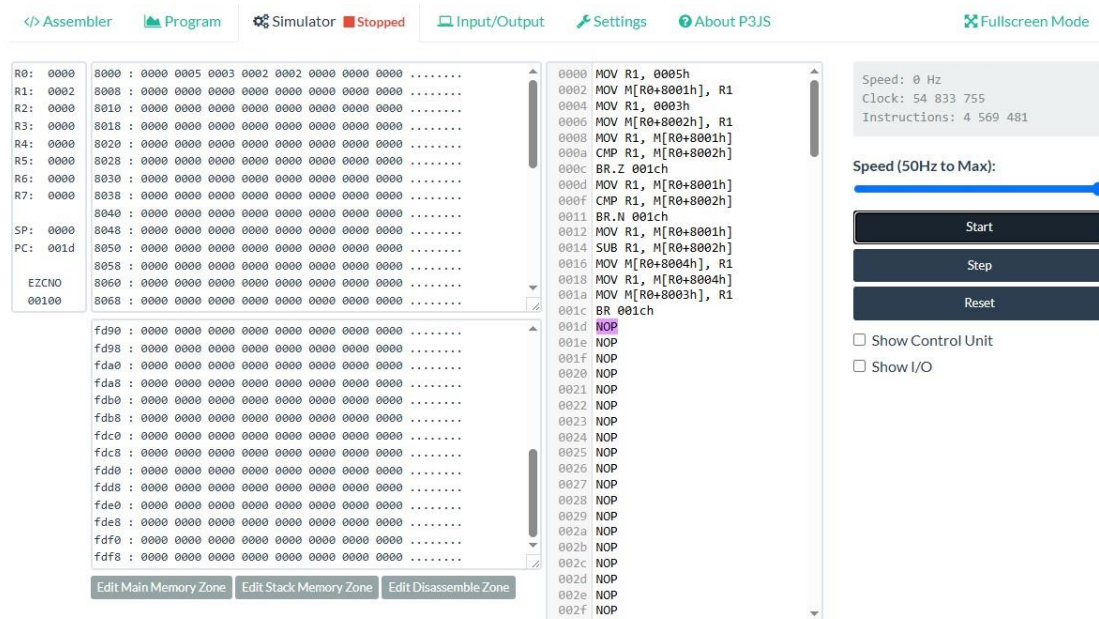 </> Assembler Program Simulator Stopped Input/Output Settings About P3JS Fullscreen Mode
R0: 0000
R1: 0002
R2: 0000
R3: 0000
R4: 0000
R5: 0000
R6: 0000
R7: 0000
SP: 0000
PC: 001d
EZCNO
00100
8000 : 0000 0005 0003 0002 0002 0000 0000 0000 ........
8008 : 0000 0000 0000 0000 0000 0000 0000 0000 ........
8010 : 0000 0000 0000 0000 0000 0000 0000 0000 ........
8018 : 0000 0000 0000 0000 0000 0000 0000 0000 ........
8020 : 0000 0000 0000 0000 0000 0000 0000 0000 ........
8028 : 0000 0000 0000 0000 0000 0000 0000 0000 ........
8030 : 0000 0000 0000 0000 0000 0000 0000 0000 ........
8038 : 0000 0000 0000 0000 0000 0000 0000 0000 ........
8040 : 0000 0000 0000 0000 0000 0000 0000 0000 ........
8048 : 0000 0000 0000 0000 0000 0000 0000 0000 ........
8050 : 0000 0000 0000 0000 0000 0000 0000 0000 ........
8058 : 0000 0000 0000 0000 0000 0000 0000 0000 ........
8060 : 0000 0000 0000 0000 0000 0000 0000 0000 ........
8068 : 0000 0000 0000 0000 0000 0000 0000 0000 ........
fd90 : 0000 0000 0000 0000 0000 0000 0000 0000 ........
fd98 : 0000 0000 0000 0000 0000 0000 0000 0000 ........
fda0 : 0000 0000 0000 0000 0000 0000 0000 0000 ........
fda8 : 0000 0000 0000 0000 0000 0000 0000 0000 ........
fdb0 : 0000 0000 0000 0000 0000 0000 0000 0000 ........
fdb8 : 0000 0000 0000 0000 0000 0000 0000 0000 ........
fdc0 : 0000 0000 0000 0000 0000 0000 0000 0000 ........
fdc8 : 0000 0000 0000 0000 0000 0000 0000 0000 ........
fdd0 : 0000 0000 0000 0000 0000 0000 0000 0000 ........
fdd8 : 0000 0000 0000 0000 0000 0000 0000 0000 ........
fde0 : 0000 0000 0000 0000 0000 0000 0000 0000 ........
fde8 : 0000 0000 0000 0000 0000 0000 0000 0000 ........
fdf0 : 0000 0000 0000 0000 0000 0000 0000 0000 ........
fdf8 : 0000 0000 0000 0000 0000 0000 0000 0000 ........
Edit Main Memory Zone Edit Stack Memory Zone Edit Disassemble Zone
0000 MOV R1, 0005h
0002 MOV M[R0+8001h], R1
0004 MOV R1, 0003h
0006 MOV M[R0+8002h], R1
0008 MOV R1, M[R0+8001h]
000a CMP R1, M[R0+8002h]
000c BR.Z 001ch
000d MOV R1, M[R0+8001h]
000f CMP R1, M[R0+8002h]
0011 BR.N 001ch
0012 MOV R1, M[R0+8001h]
0014 SUB R1, M[R0+8002h]
0016 MOV M[R0+8004h], R1
0018 MOV R1, M[R0+8004h]
001a MOV M[R0+8003h], R1
001c BR 001ch
001d NOP
001e NOP
001f NOP
0020 NOP
0021 NOP
0022 NOP
0023 NOP
0024 NOP
0025 NOP
0026 NOP
0027 NOP
0028 NOP
0029 NOP
002a NOP
002b NOP
002c NOP
002d NOP
002e NOP
002f NOP
Speed: 0 Hz
Clock: 54 833 755
Instructions: 4 569 481
Speed (50Hz to Max):
Start
Step
Reset
Show Control Unit
Show I/O